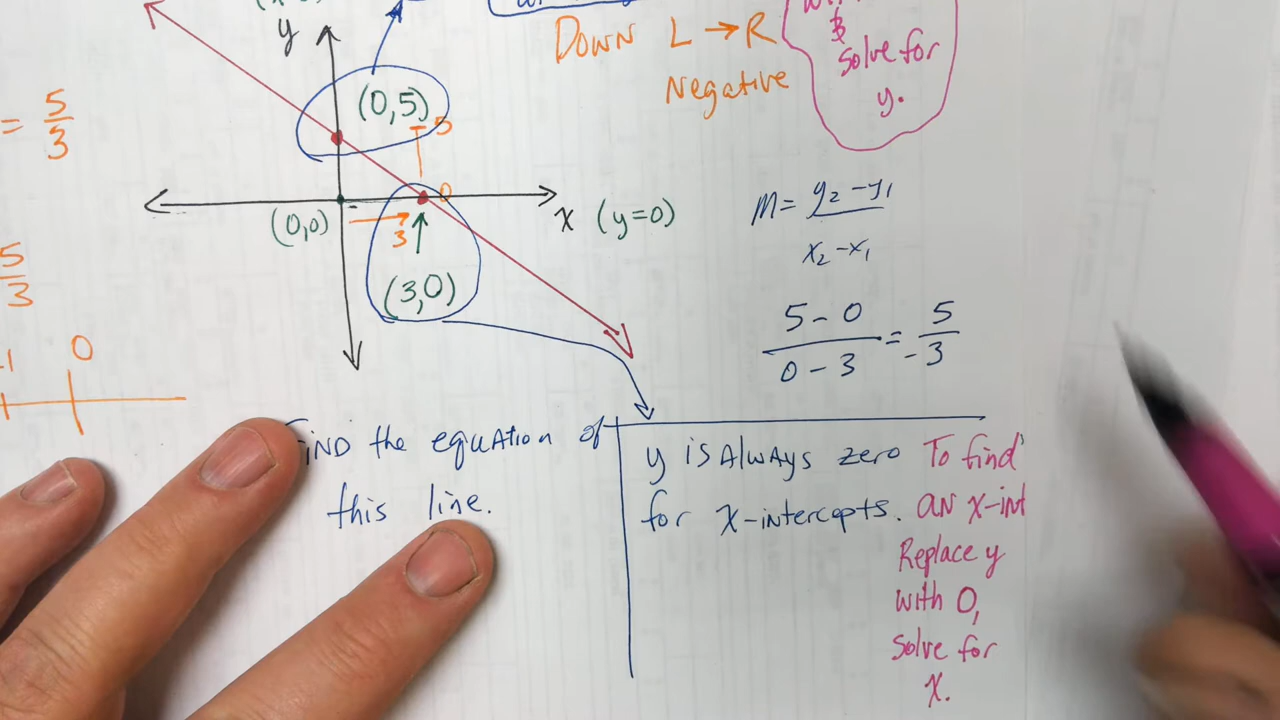 y
(0,5)
5
0
(0,0)
3
(3,0)
x (y=0)
DOWN L → R
Negative
$
Solve for
y.
= 5/3
5/3
-1 0
m = y₂ - y₁ / x₂ - x₁
5 - 0 / 0 - 3 = 5 / -3
FIND the equation of
this line.
y is Always zero
for x-intercepts.
To find
AN x-int
Replace y
with 0,
Solve for
x.